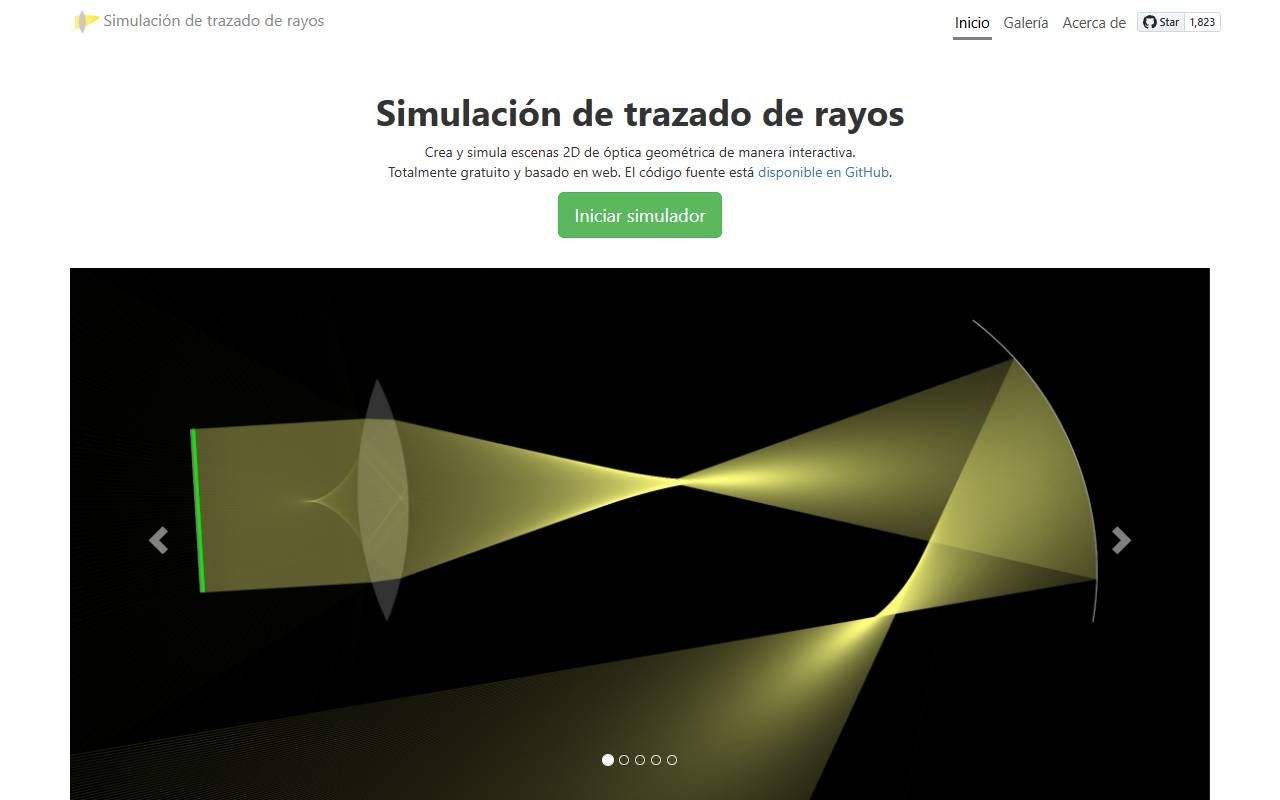 Simulación de trazado de rayos
Inicio Galería Acerca de Star 1,823
Simulación de trazado de rayos
Crea y simula escenas 2D de óptica geométrica de manera interactiva.
Totalmente gratuito y basado en web. El código fuente está disponible en GitHub.
Iniciar simulador